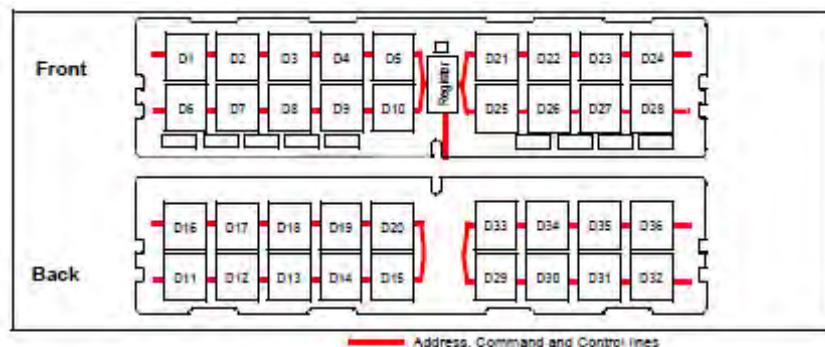 Front
D1 D2 D3 D4 D5 Register D21 D22 D23 D24
D6 D7 D8 D9 D10 D25 D26 D27 D28
Back
D16 D17 D18 D19 D20 D33 D34 D35 D36
D11 D12 D13 D14 D15 D29 D30 D31 D32
Address, Command and Control lines